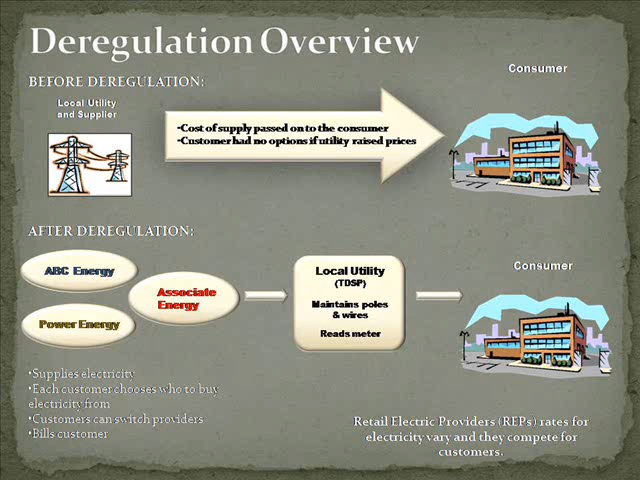 Deregulation Overview
BEFORE DEREGULATION:
Consumer
Local Utility
and Supplier
•Cost of supply passed on to the consumer
•Customer had no options if utility raised prices
AFTER DEREGULATION:
ABC Energy
Associate
Energy
Power Energy
Local Utility
(TDSP)
Maintains poles
& wires
Reads meter
Consumer
•Supplies electricity
•Each customer chooses who to buy
electricity from
•Customers can switch providers
•Bills customer
Retail Electric Providers (REPs) rates for
electricity vary and they compete for
customers.